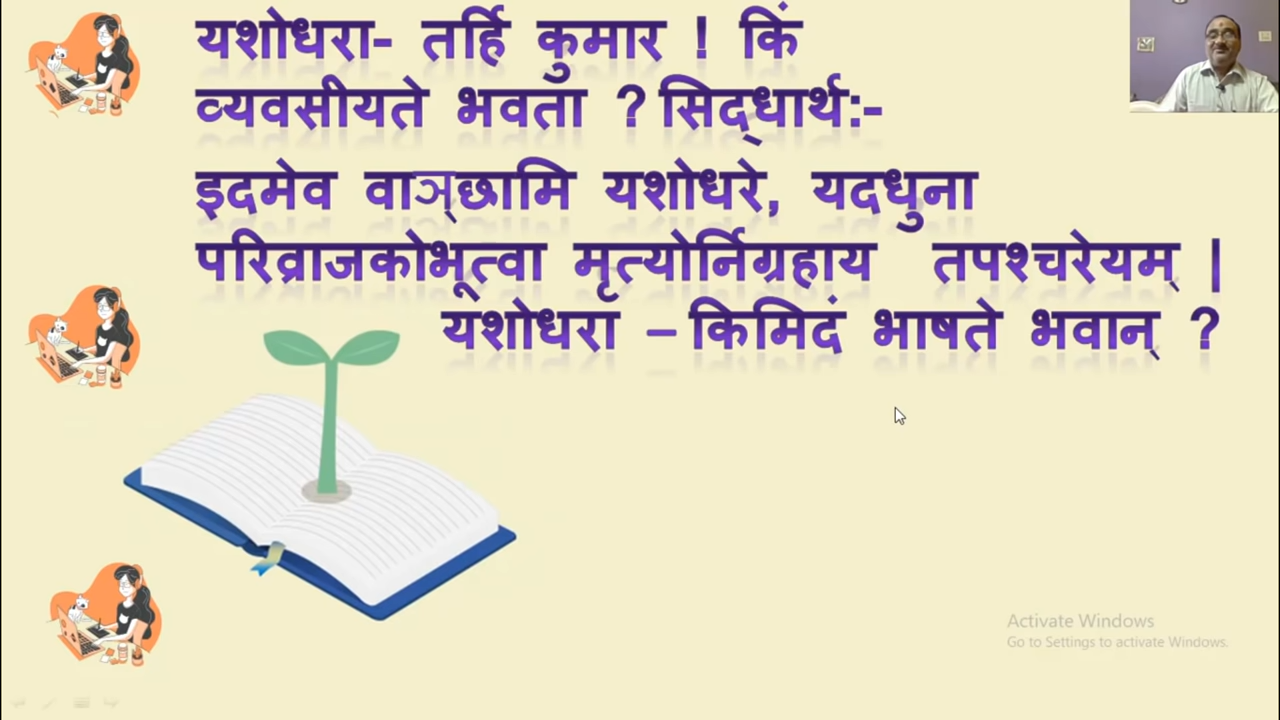 यशोधरा- तर्हि कुमार ! किं
व्यवसीयते भवता ? सिद्धार्थ:-
इदमेव वाञ्छामि यशोधरे, यदधुना
परिव्राजकोभूत्वा मृत्योर्निग्रहाय तपश्चरेयम् |
यशोधरा – किमिदं भाषते भवान् ?
Activate Windows
Go to Settings to activate Windows.